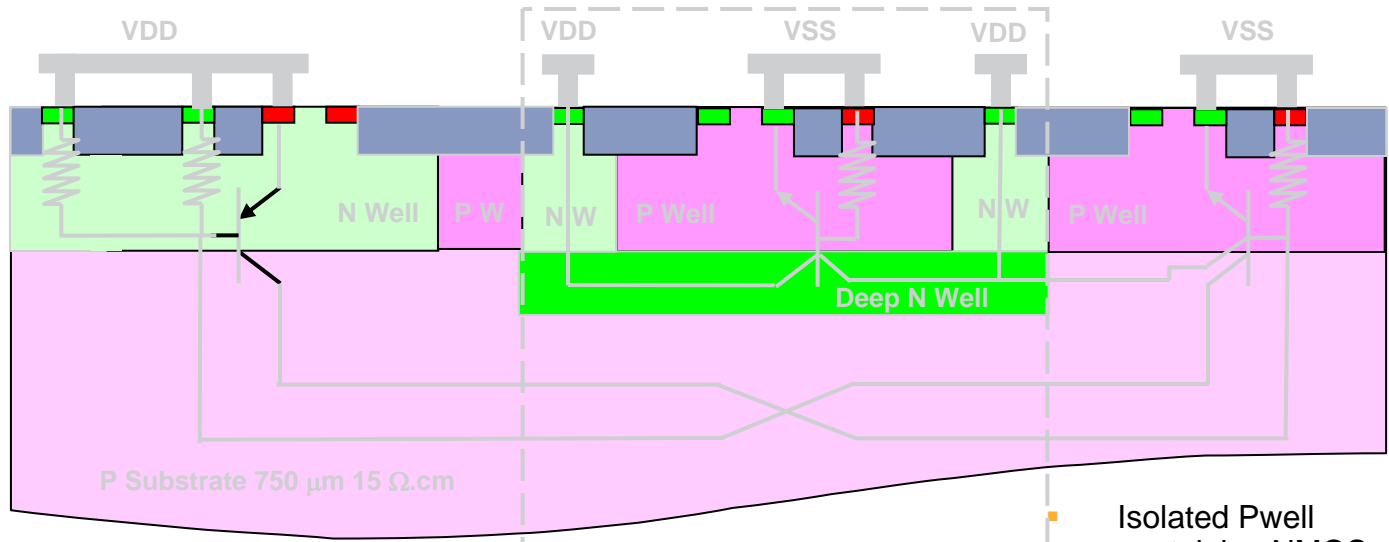 VDD
VDD
VSS
VDD
VSS
N Well
P W
N W
P Well
N W
P Well
Deep N Well
P Substrate 750 μm 15 Ω.cm
Isolated Pwell